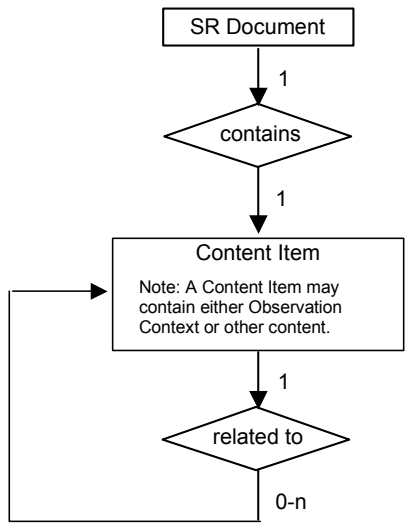 SR Document
1
contains
1
Content Item
Note: A Content Item may
contain either Observation
Context or other content.
1
related to
0-n